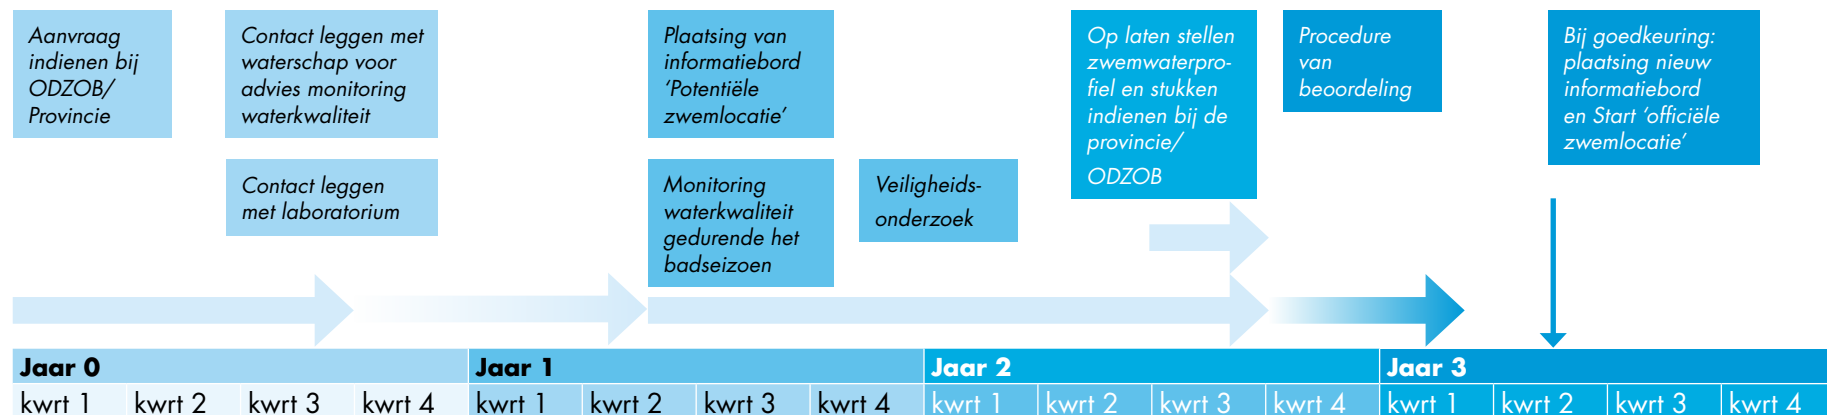 Aanvraag
indienen bij
ODZOB/
Provincie
Contact leggen met
waterschap voor
advies monitoring
waterkwaliteit
Contact leggen
met laboratorium
Plaatsing van
informatiebord
‘Potentiële
zwemlocatie’
Monitoring
waterkwaliteit
gedurende het
badseizoen
Veiligheids-
onderzoek
Op laten stellen
zwemwaterpro-
fiel en stukken
indienen bij de
provincie/
ODZOB
Procedure
van
beoordeling
Bij goedkeuring:
plaatsing nieuw
informatiebord
en Start ‘officiële
zwemlocatie’
Jaar 0 Jaar 1 Jaar 2 Jaar 3
kwrt 1 kwrt 2 kwrt 3 kwrt 4 kwrt 1 kwrt 2 kwrt 3 kwrt 4 kwrt 1 kwrt 2 kwrt 3 kwrt 4 kwrt 1 kwrt 2 kwrt 3 kwrt 4